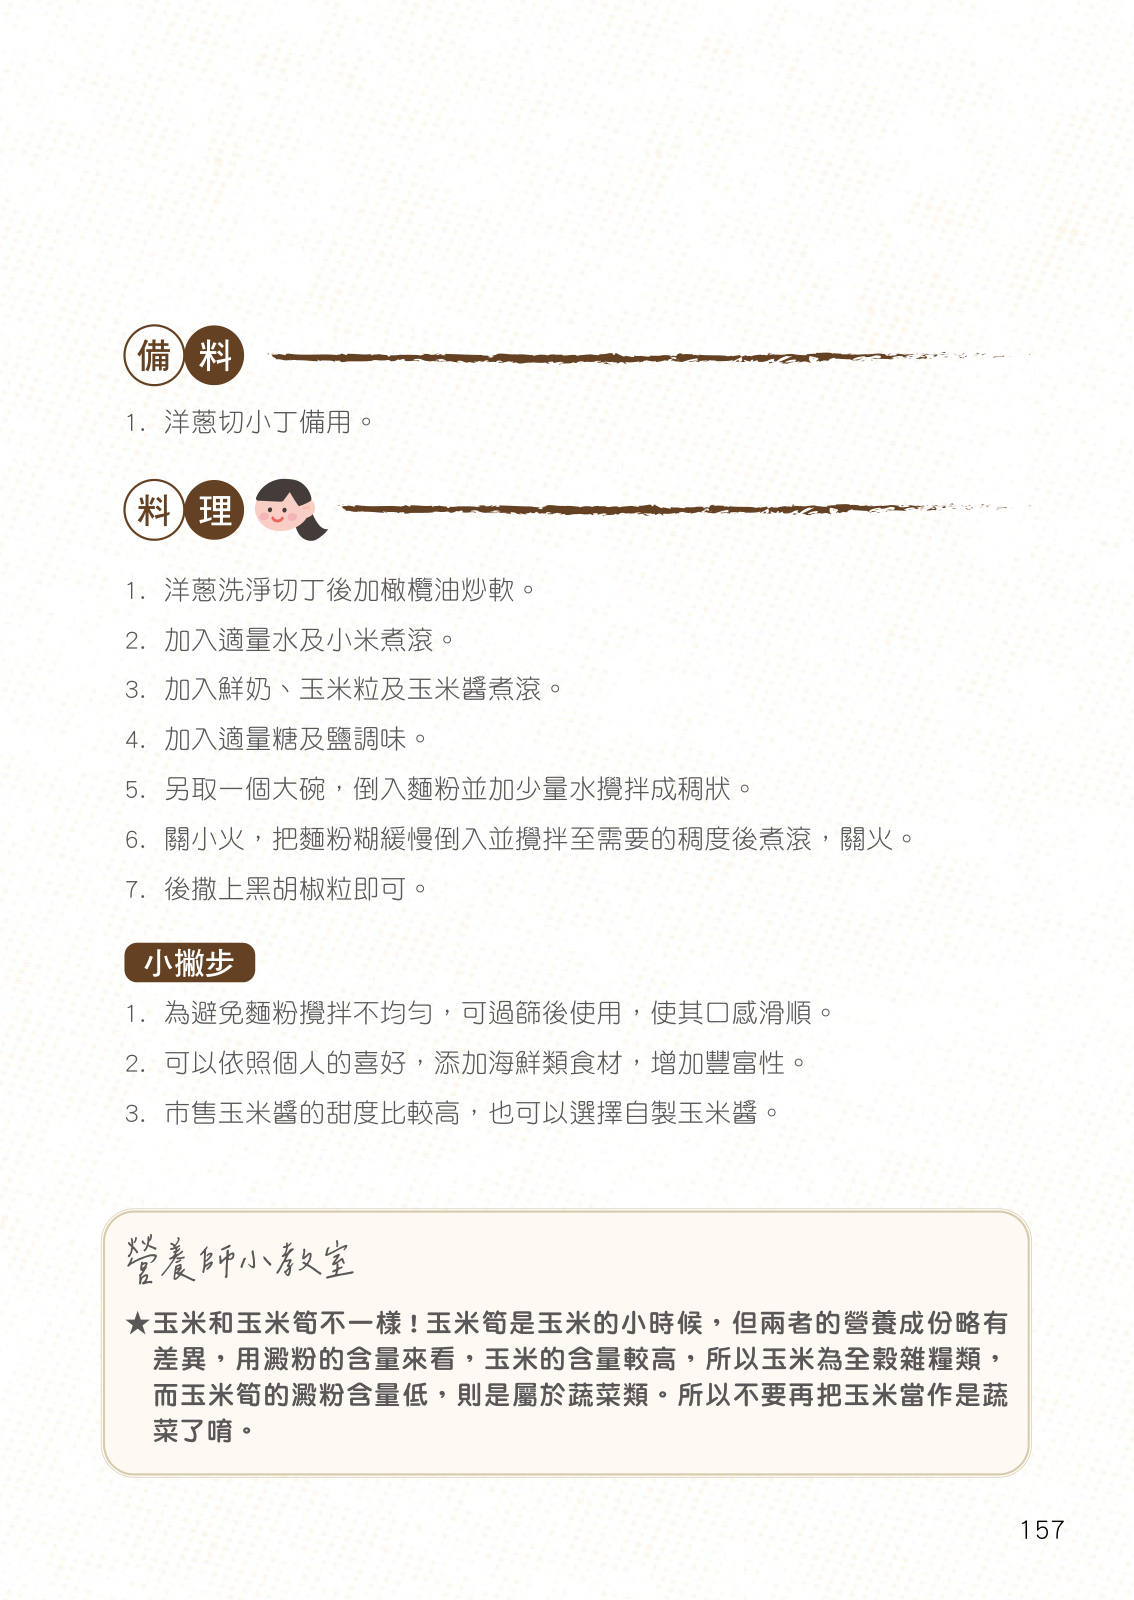 備料
1. 洋蔥切小丁備用。
料理
1. 洋蔥洗淨切丁後加橄欖油炒軟。
2. 加入適量水及小米煮滾。
3. 加入鮮奶、玉米粒及玉米醬煮滾。
4. 加入適量糖及鹽調味。
5. 另取一個大碗，倒入麵粉並加少量水攪拌成稠狀。
6. 關小火，把麵粉糊緩慢倒入並攪拌至需要的稠度後煮滾，關火。
7. 後撒上黑胡椒粒即可。
小撇步
1. 為避免麵粉攪拌不均勻，可過篩後使用，使其口感滑順。
2. 可以依照個人的喜好，添加海鮮類食材，增加豐富性。
3. 市售玉米醬的甜度比較高，也可以選擇自製玉米醬。
營養師小教室
★玉米和玉米筍不一樣！玉米筍是玉米的小時候，但兩者的營養成份略有
差異，用澱粉的含量來看，玉米的含量較高，所以玉米為全穀雜糧類，
而玉米筍的澱粉含量低，則是屬於蔬菜類。所以不要再把玉米當作是蔬
菜了唷。
157